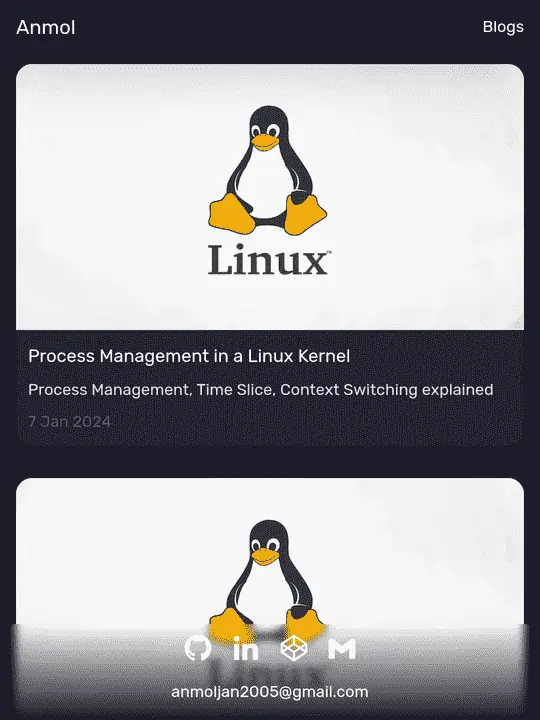 Anmol
Blogs
Linux™
Process Management in a Linux Kernel
Process Management, Time Slice, Context Switching explained
7 Jan 2024
Linux
anmoljan2005@gmail.com